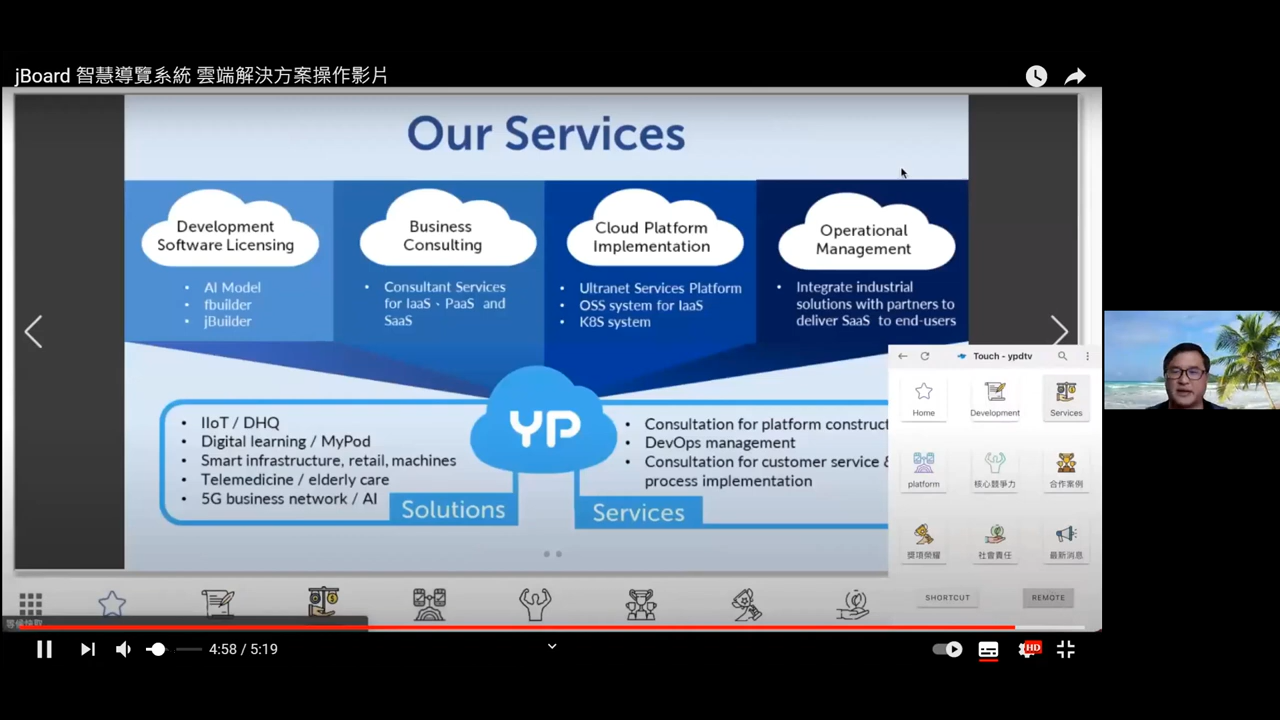 jBoard 智慧導覽系統 雲端解決方案操作影片
Our Services
Development
Software Licensing
• AI Model
• fbuilder
• jBuilder
Business
Consulting
• Consultant Services
for IaaS、PaaS and
SaaS
Cloud Platform
Implementation
• Ultranet Services Platform
• OSS system for IaaS
• K8S system
Operational
Management
• Integrate industrial
solutions with partners to
deliver SaaS to end-users
• IIoT / DHQ
• Digital learning / MyPod
• Smart infrastructure, retail, machines
• Telemedicine / elderly care
• 5G business network / AI
Solutions
YP
• Consultation for platform construct
• DevOps management
• Consultation for customer service &
process implementation
Services
Touch - ypdtv
Home
Development
Services
platform
核心競爭力
合作案例
獎項榮耀
社會責任
最新消息
SHORTCUT
REMOTE
4:58 / 5:19
HD